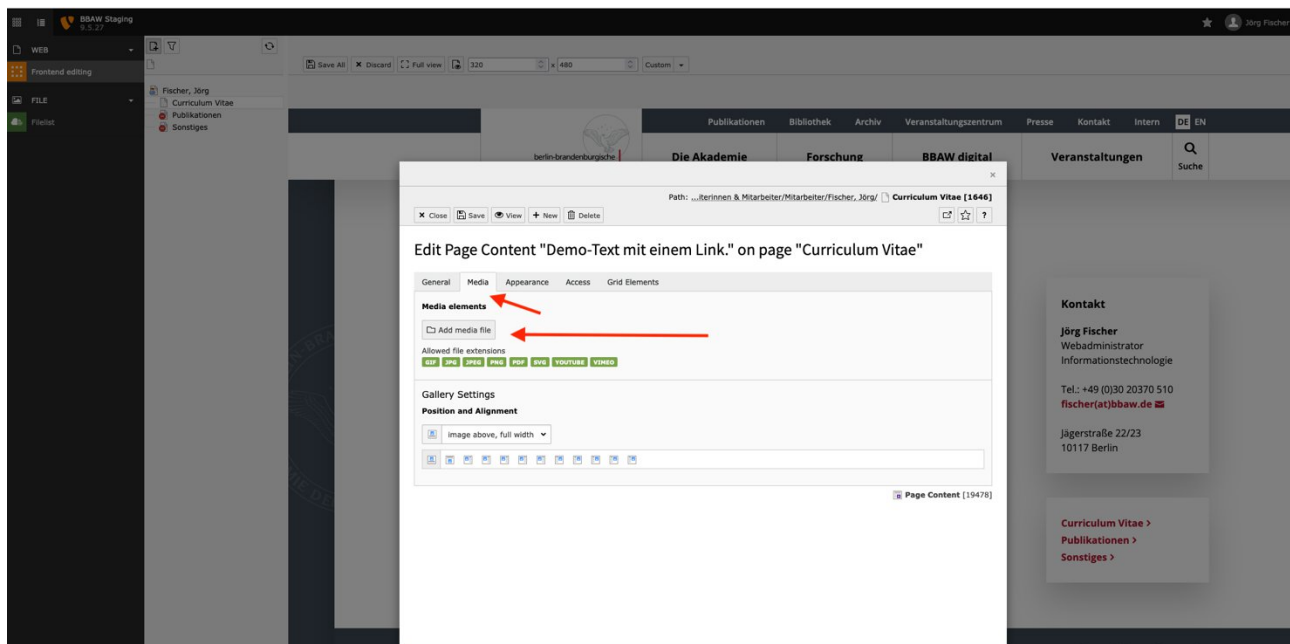 BBAW Staging
9.5.27
Jörg Fischer
WEB
Frontend editing
FILE
Filelist
Fischer, Jörg
Curriculum Vitae
Publikationen
Sonstiges
Save All Discard Full view 320 x 480 Custom
Publikationen Bibliothek Archiv Veranstaltungszentrum Presse Kontakt Intern DE EN
berlin-brandenburgische
Die Akademie Forschung BBAW digital Veranstaltungen Suche
Path: ...iterinnen & Mitarbeiter/Mitarbeiter/Fischer, Jörg/ Curriculum Vitae [1646]
Close Save View New Delete
Edit Page Content "Demo-Text mit einem Link." on page "Curriculum Vitae"
General Media Appearance Access Grid Elements
Media elements
Add media file
Allowed file extensions
GIF JPG JPEG PNG PDF SVG YOUTUBE VIMEO
Gallery Settings
Position and Alignment
image above, full width
Page Content [19478]
Kontakt
Jörg Fischer
Webadministrator
Informationstechnologie
Tel.: +49 (0)30 20370 510
fischer(at)bbaw.de
Jägerstraße 22/23
10117 Berlin
Curriculum Vitae >
Publikationen >
Sonstiges >